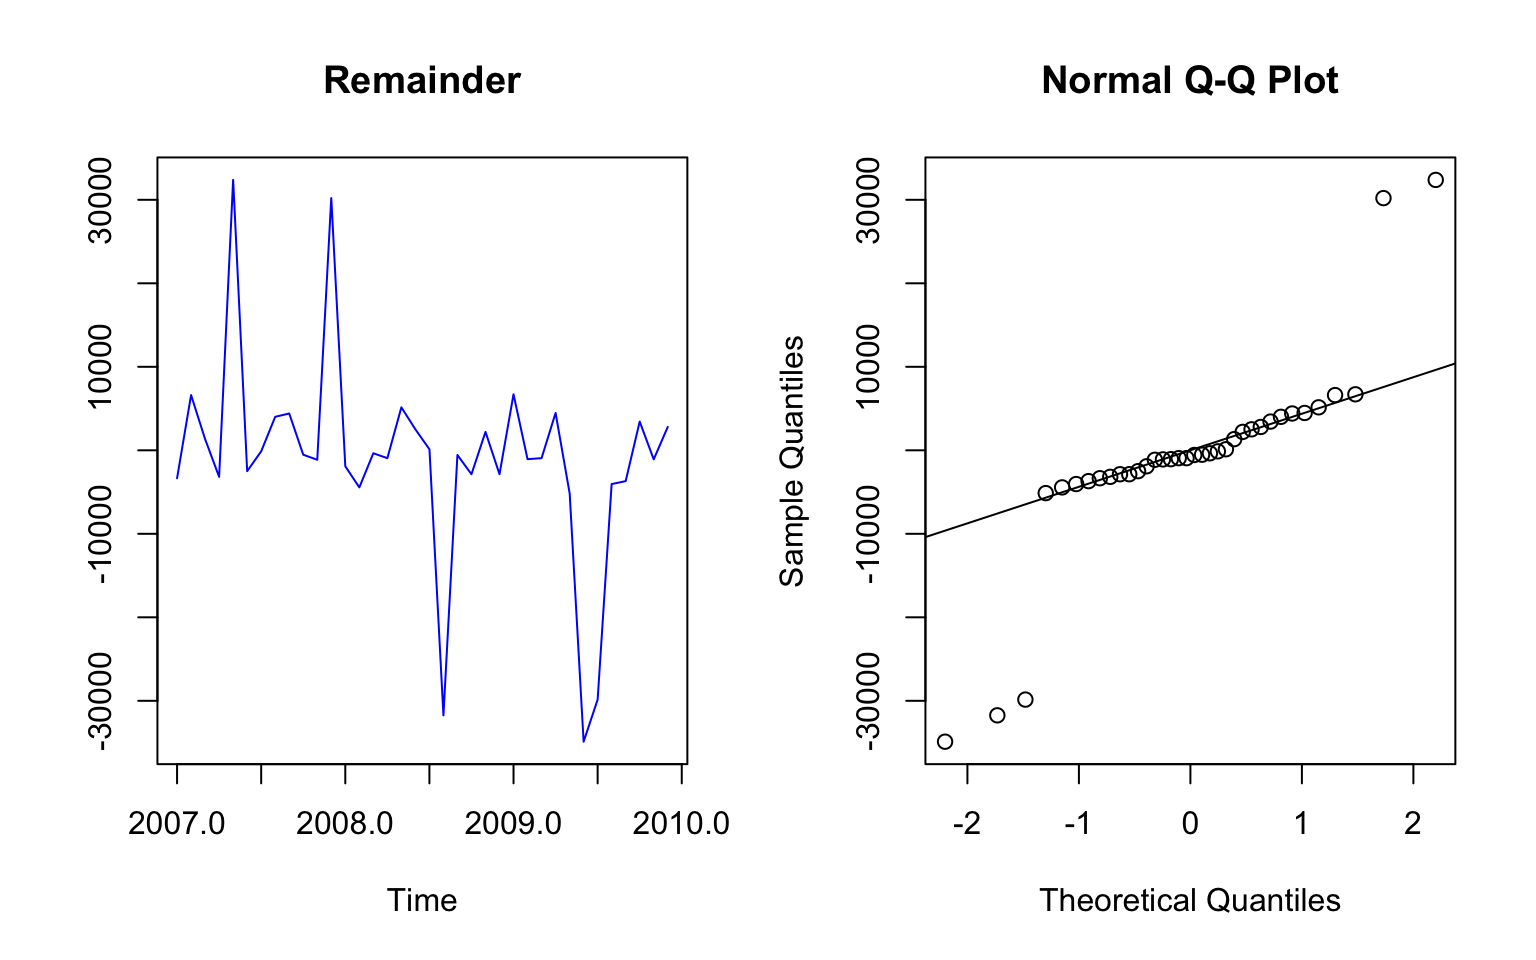 Remainder
30000
10000
-10000
-30000
2007.0 2008.0 2009.0 2010.0
Time
Normal Q-Q Plot
Sample Quantiles
30000
10000
-10000
-30000
-2 -1 0 1 2
Theoretical Quantiles